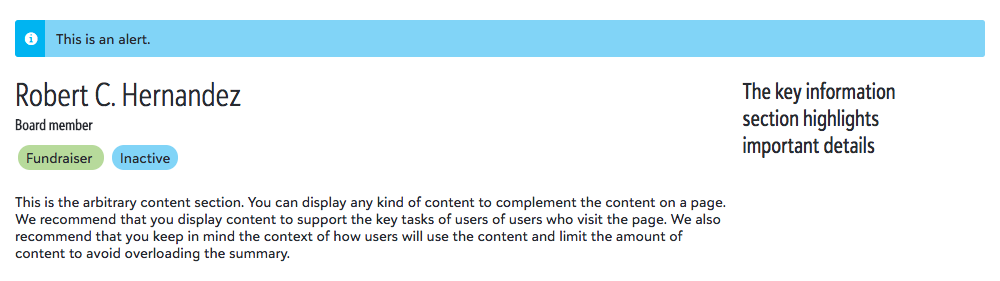 This is an alert.
Robert C. Hernandez
Board member
Fundraiser Inactive
This is the arbitrary content section. You can display any kind of content to complement the content on a page.
We recommend that you display content to support the key tasks of users of users who visit the page. We also
recommend that you keep in mind the context of how users will use the content and limit the amount of
content to avoid overloading the summary.
The key information
section highlights
important details